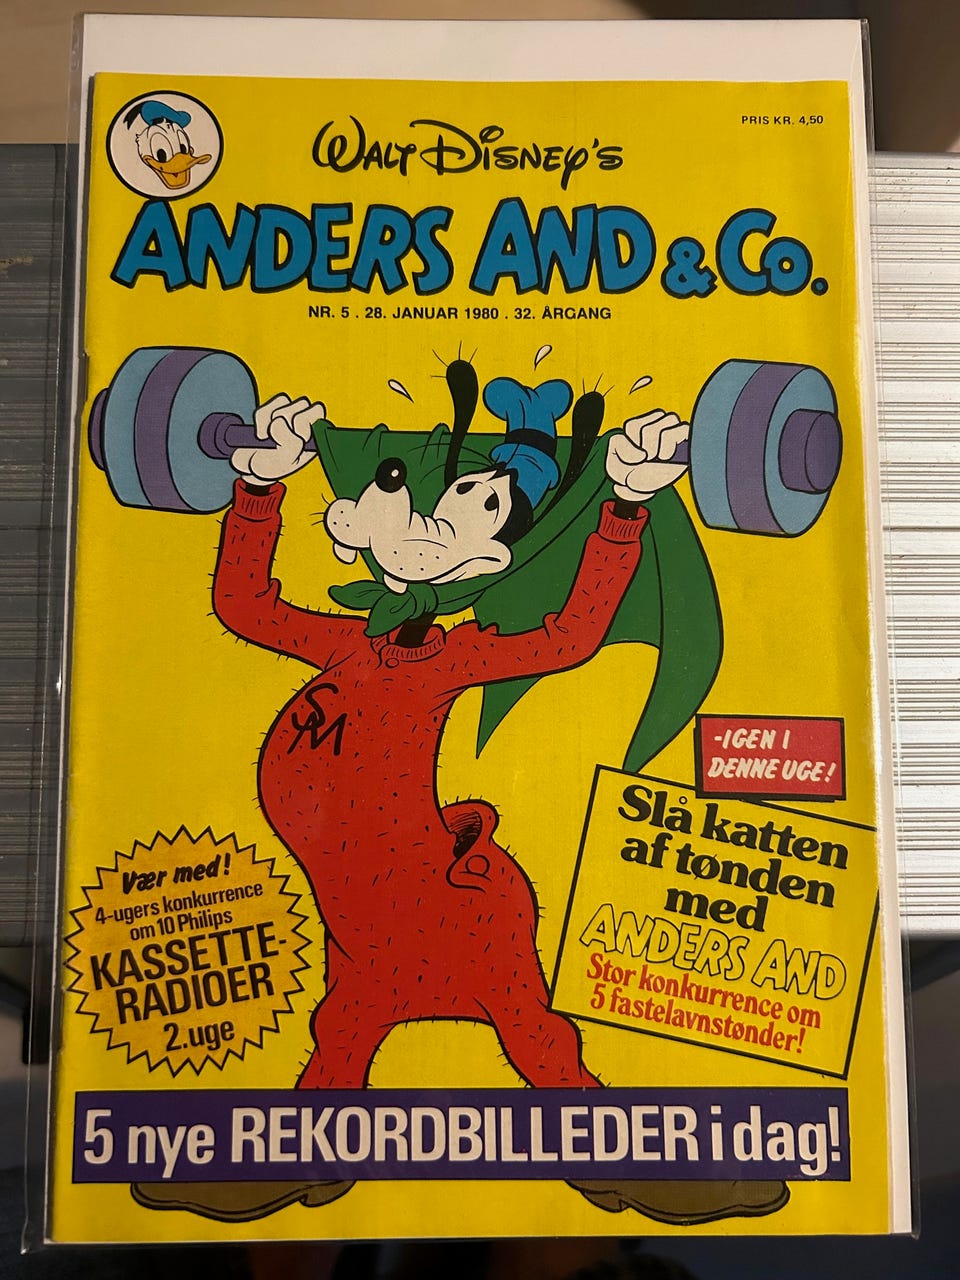 PRIS KR. 4,50
WALT DISNEY'S
ANDERS AND & Co.
NR. 5 . 28. JANUAR 1980 . 32. ÅRGANG
SM
-IGEN I
DENNE UGE!
Slå katten
af tønden
med
ANDERS AND
Stor konkurrence om
5 fastelavnstønder!
Vær med!
4-ugers konkurrence
om 10 Philips
KASSETTE-
RADIOER
2.uge
5 nye REKORDBILLEDER i dag!